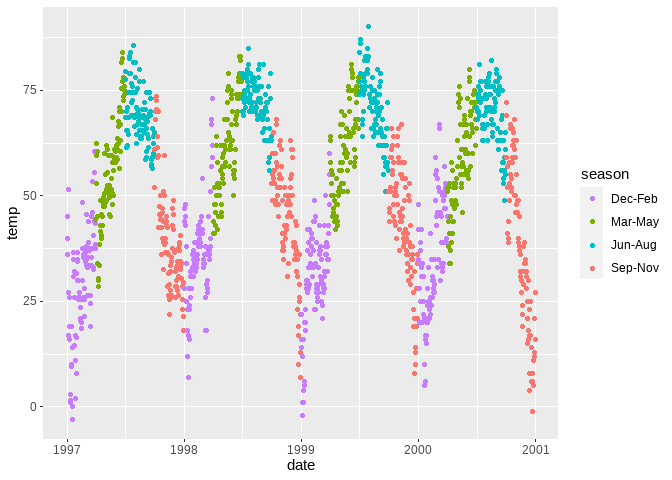 75
50
25
0
temp
1997
1998
1999
2000
2001
date
season
Dec-Feb
Mar-May
Jun-Aug
Sep-Nov